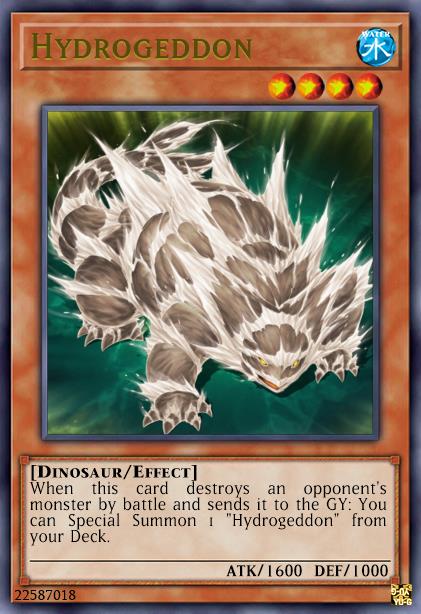 HYDROGEDDON
WATER
水
[DINOSAUR/EFFECT]
When this card destroys an opponent's
monster by battle and sends it to the GY: You
can Special Summon 1 "Hydrogeddon" from
your Deck.
ATK/1600 DEF/1000
22587018